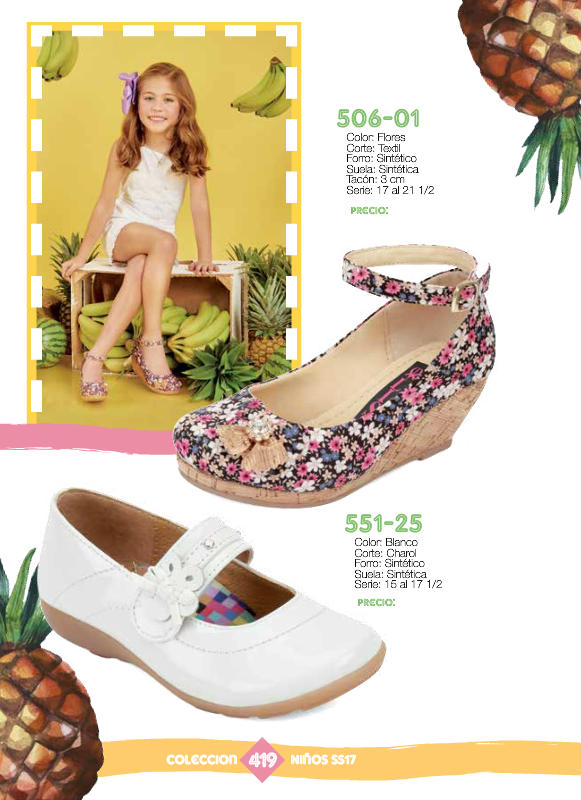 506-01
Color: Flores
Corte: Textil
Forro: Sintético
Suela: Sintética
Tacón: 3 cm
Serie: 17 al 21 1/2
PRECIO:
551-25
Color: Blanco
Corte: Charol
Forro: Sintético
Suela: Sintética
Serie: 15 al 17 1/2
PRECIO:
COLECCION 419 NIÑOS SS17